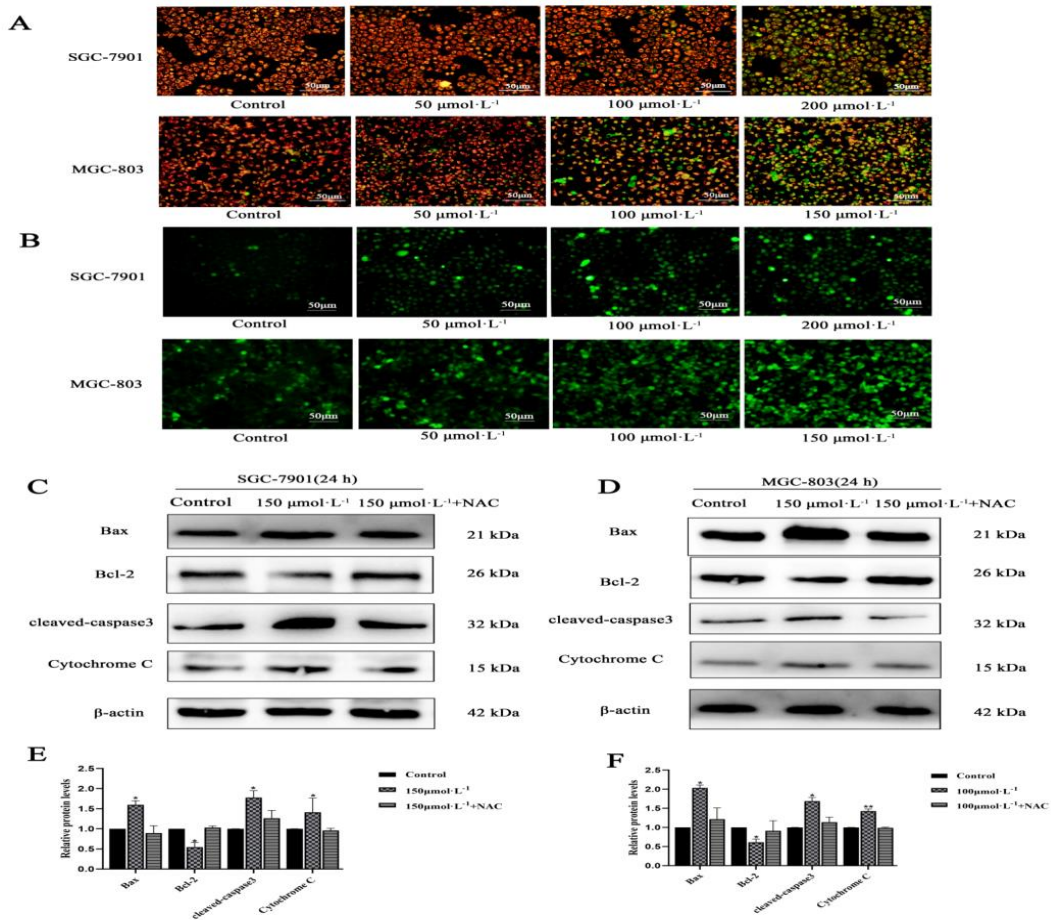 A
SGC-7901
50μm 50μm 50μm 50μm
Control 50 μmol·L⁻¹ 100 μmol·L⁻¹ 200 μmol·L⁻¹
MGC-803
50μm 50μm 50μm 50μm
Control 50 μmol·L⁻¹ 100 μmol·L⁻¹ 150 μmol·L⁻¹
B
SGC-7901
50μm 50μm 50μm 50μm
Control 50 μmol·L⁻¹ 100 μmol·L⁻¹ 200 μmol·L⁻¹
MGC-803
50μm 50μm 50μm 50μm
Control 50 μmol·L⁻¹ 100 μmol·L⁻¹ 150 μmol·L⁻¹
C
SGC-7901(24 h)
Control 150 μmol·L⁻¹ 150 μmol·L⁻¹+NAC
Bax 21 kDa
Bcl-2 26 kDa
cleaved-caspase3 32 kDa
Cytochrome C 15 kDa
β-actin 42 kDa
D
MGC-803(24 h)
Control 150 μmol·L⁻¹ 150 μmol·L⁻¹+NAC
Bax 21 kDa
Bcl-2 26 kDa
cleaved-caspase3 32 kDa
Cytochrome C 15 kDa
β-actin 42 kDa
E
Relative protein levels
2.5
2.0
1.5
1.0
0.5
0.0
* * * *
Bax Bcl-2 cleaved-caspase3 Cytochrome C
Control
150μmol·L⁻¹
150μmol·L⁻¹+NAC
F
Relative protein levels
2.5
2.0
1.5
1.0
0.5
0.0
* * * **
Bax Bcl-2 cleaved-caspase3 Cytochrome C
Control
100μmol·L⁻¹
100μmol·L⁻¹+NAC